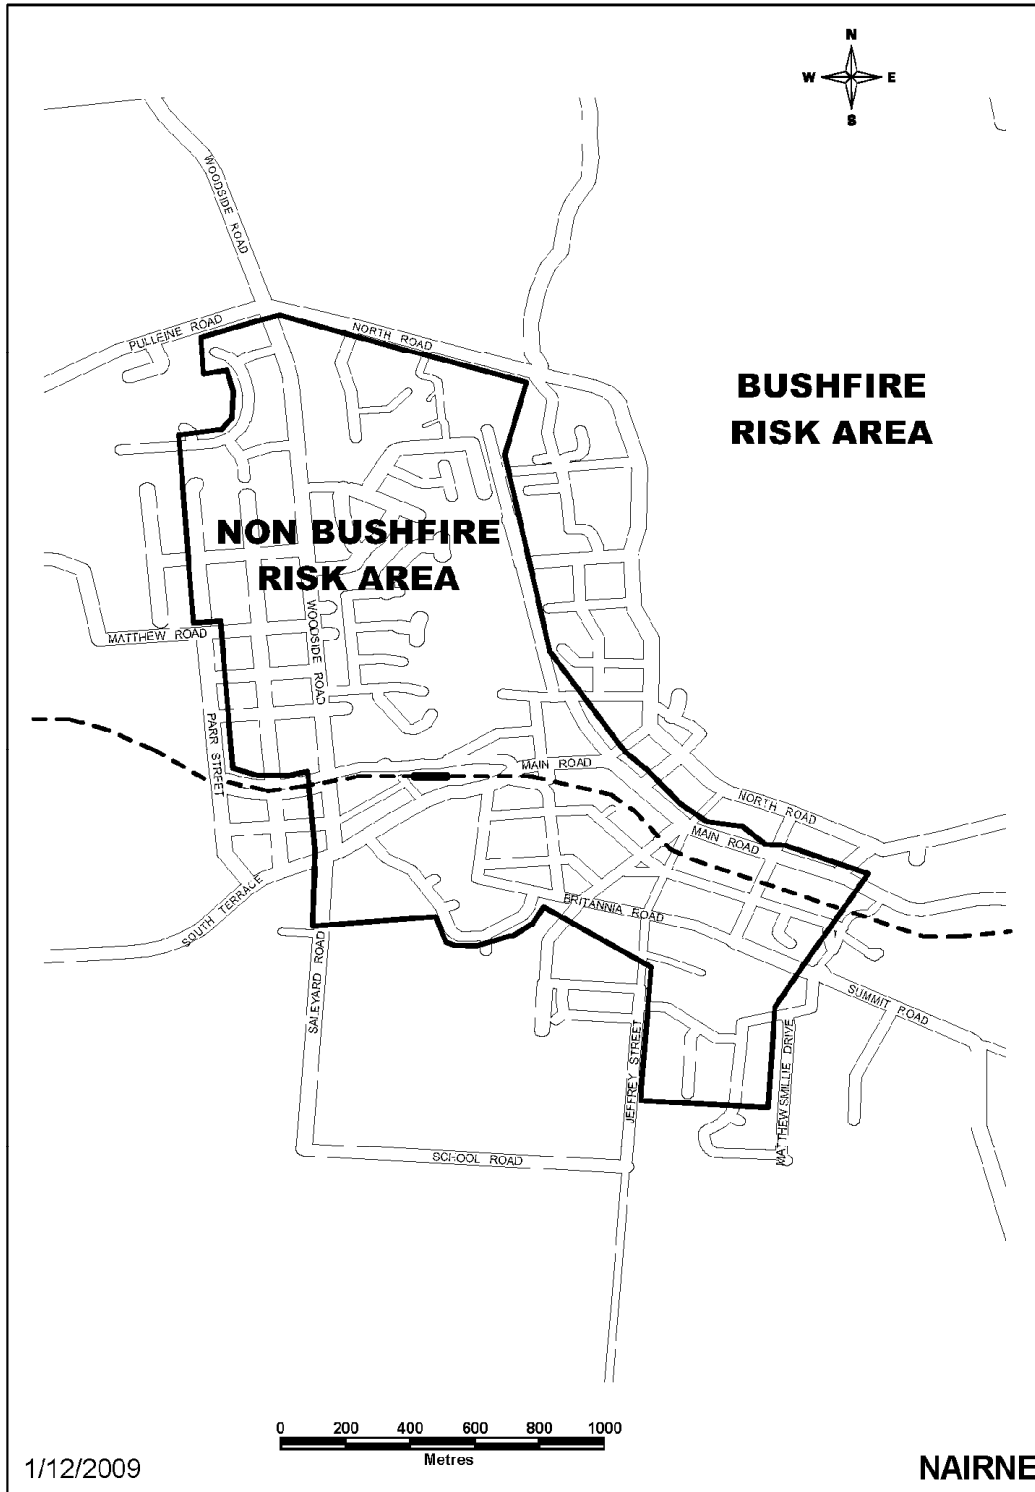 N
W E
S
WOODSIDE ROAD
PULLEINE ROAD
NORTH ROAD
BUSHFIRE
RISK AREA
NON BUSHFIRE
RISK AREA
WOODSIDE ROAD
MATTHEW ROAD
PARR STREET
MAIN ROAD
NORTH ROAD
MAIN ROAD
SOUTH TERRACE
BRITANNIA ROAD
SALEYARD ROAD
SUMMIT ROAD
JEFFREY STREET
MATTHEW SMILLIE DRIVE
SCHOOL ROAD
0 200 400 600 800 1000
Metres
1/12/2009
NAIRNE